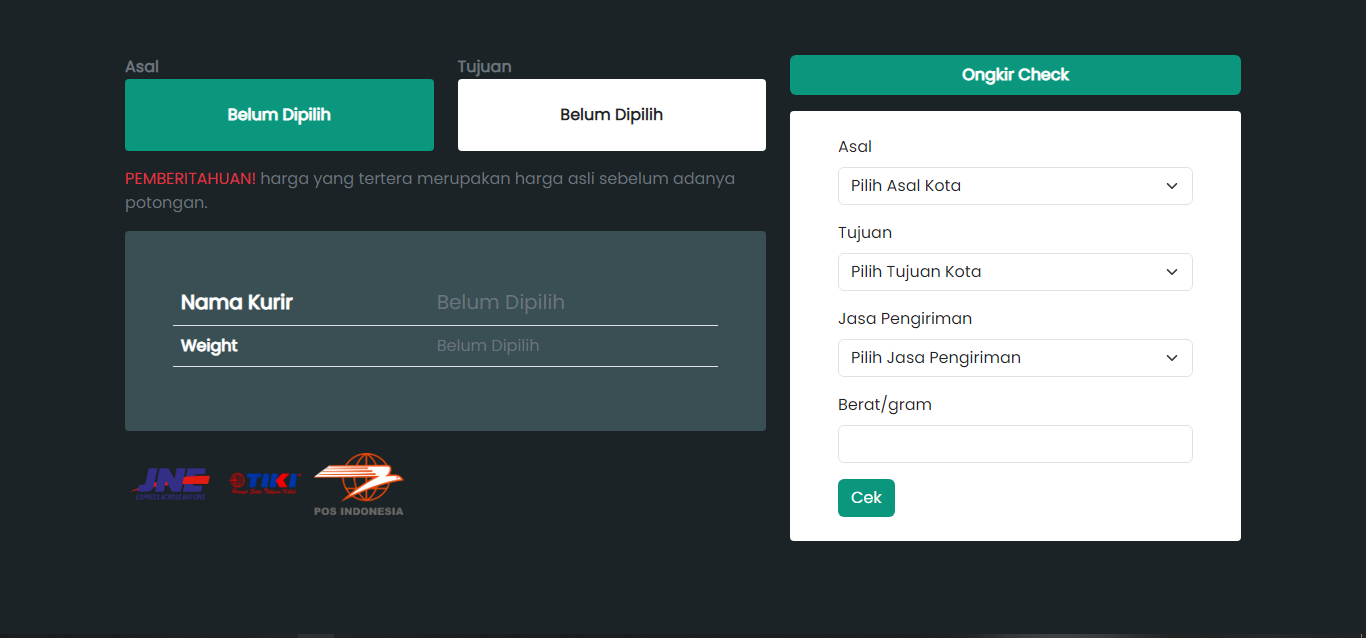 Asal
Belum Dipilih
Tujuan
Belum Dipilih
PEMBERITAHUAN! harga yang tertera merupakan harga asli sebelum adanya
potongan.
Nama Kurir Belum Dipilih
Weight Belum Dipilih
JNE
EXPRESS ACROSS NATIONS
TIKI
POS INDONESIA
Ongkir Check
Asal
Pilih Asal Kota
Tujuan
Pilih Tujuan Kota
Jasa Pengiriman
Pilih Jasa Pengiriman
Berat/gram
Cek